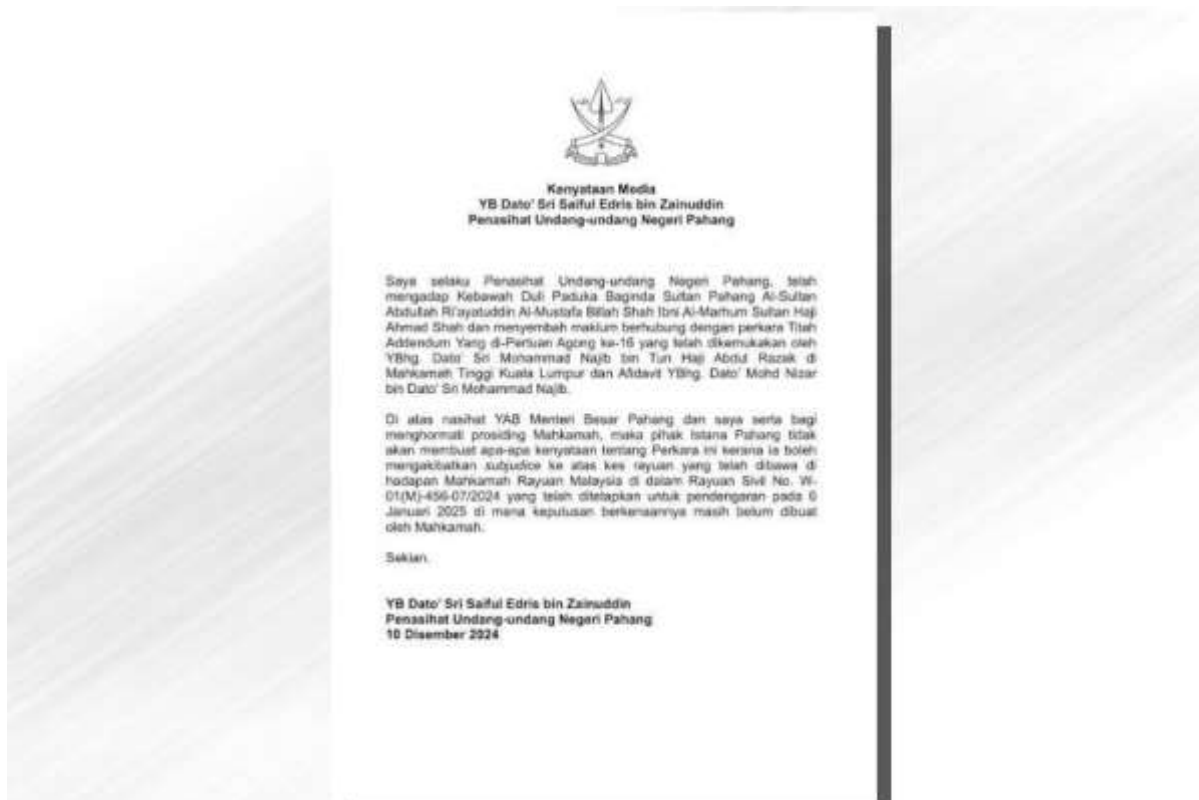 Kenyataan Media
YB Dato' Sri Saiful Edris bin Zainuddin
Penasihat Undang-undang Negeri Pahang
Saya selaku Penasihat Undang-undang Negeri Pahang, telah
mengadap Kebawah Duli Paduka Baginda Sultan Pahang Al-Sultan
Abdullah Ri'ayatuddin Al-Mustafa Billah Shah Ibni Al-Marhum Sultan Haji
Ahmad Shah dan menyembah maklum berhubung dengan perkara Titah
Addendum Yang di-Pertuan Agong ke-16 yang telah dikemukakan oleh
YBhg. Dato' Sri Mohammad Najib bin Tun Haji Abdul Razak di
Mahkamah Tinggi Kuala Lumpur dan Afidavit YBhg. Dato' Mohd Nizar
bin Dato' Sri Mohammad Najib.
Di atas nasihat YAB Menteri Besar Pahang dan saya serta bagi
menghormati prosiding Mahkamah, maka pihak Istana Pahang tidak
akan membuat apa-apa kenyataan tentang Perkara ini kerana ia boleh
mengakibatkan subjudice ke atas kes rayuan yang telah dibawa di
hadapan Mahkamah Rayuan Malaysia di dalam Rayuan Sivil No. W-
01(M)-456-07/2024 yang telah ditetapkan untuk pendengaran pada 6
Januari 2025 di mana keputusan berkenaannya masih belum dibuat
oleh Mahkamah.
Sekian.
YB Dato' Sri Saiful Edris bin Zainuddin
Penasihat Undang-undang Negeri Pahang
10 Disember 2024